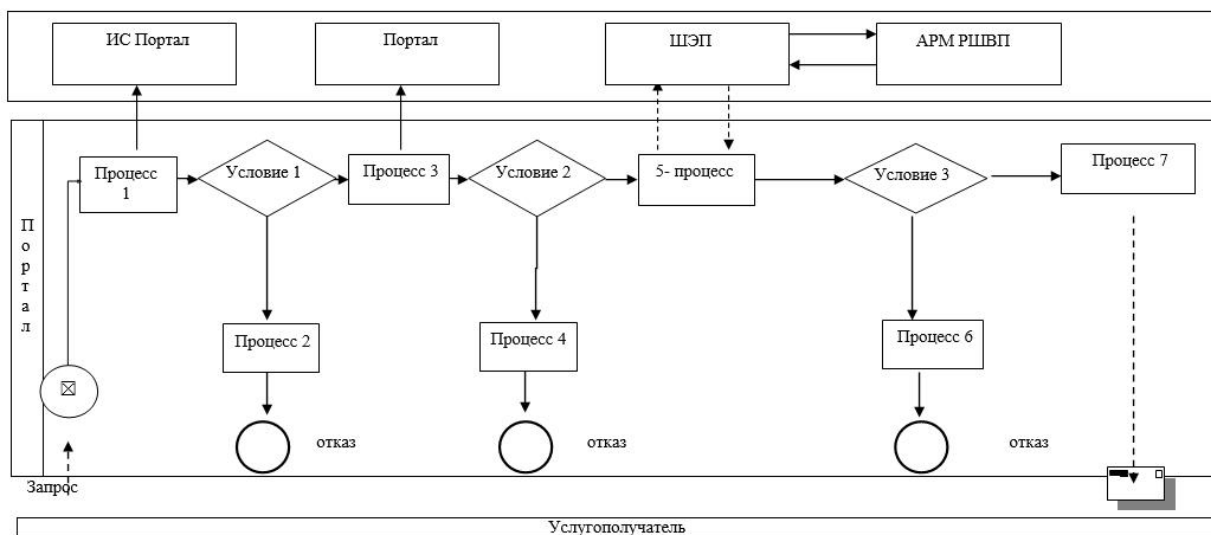 ИС Портал
Портал
ШЭП
АРМ РШВП
Портал
Процесс
1
Условие 1
Процесс 3
Условие 2
5- процесс
Условие 3
Процесс 7
Процесс 2
Процесс 4
Процесс 6
отказ
отказ
отказ
Запрос
Услугополучатель